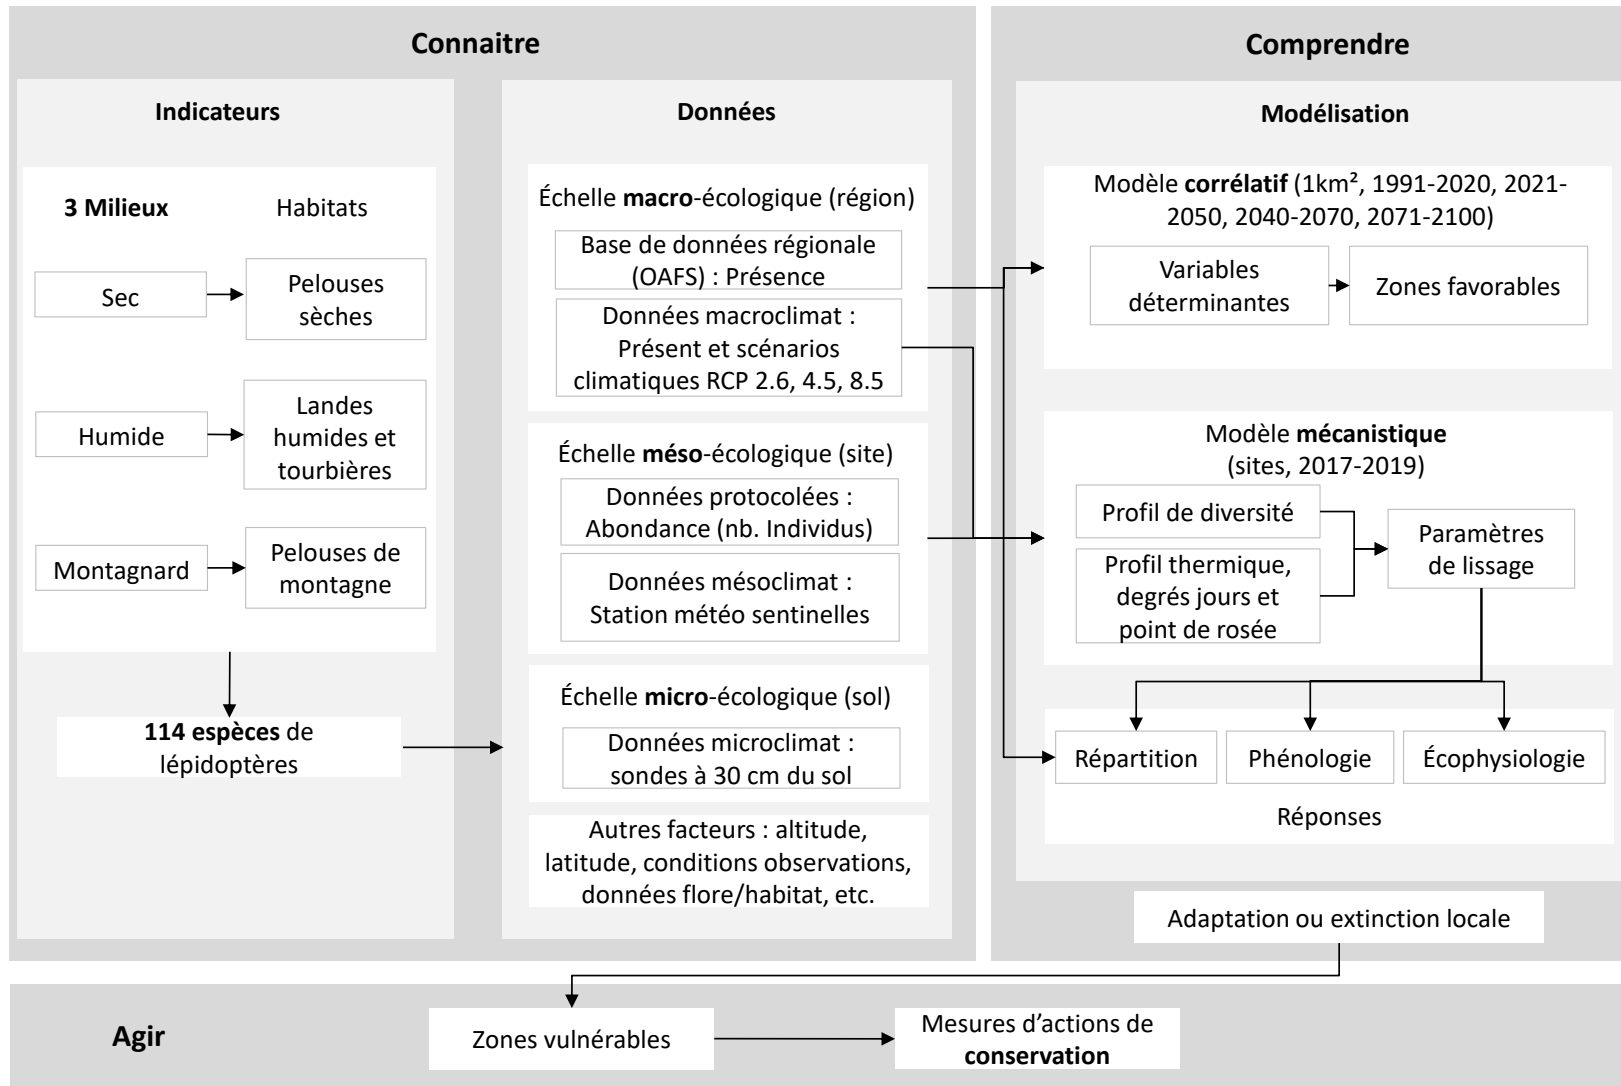 Connaitre
Indicateurs
3 Milieux
Habitats
Sec
Pelouses
sèches
Humide
Landes
humides et
tourbières
Montagnard
Pelouses de
montagne
114 espèces de
lépidoptères
Données
Échelle macro-écologique (région)
Base de données régionale
(OAFS) : Présence
Données macroclimat :
Présent et scénarios
climatiques RCP 2.6, 4.5, 8.5
Échelle méso-écologique (site)
Données protocolées :
Abondance (nb. Individus)
Données mésoclimat :
Station météo sentinelles
Échelle micro-écologique (sol)
Données microclimat :
sondes à 30 cm du sol
Autres facteurs : altitude,
latitude, conditions observations,
données flore/habitat, etc.
Comprendre
Modélisation
Modèle corrélatif (1km², 1991-2020, 2021-
2050, 2040-2070, 2071-2100)
Variables
déterminantes
Zones favorables
Modèle mécanistique
(sites, 2017-2019)
Profil de diversité
Profil thermique,
degrés jours et
point de rosée
Paramètres
de lissage
Répartition
Phénologie
Écophysiologie
Réponses
Adaptation ou extinction locale
Agir
Zones vulnérables
Mesures d’actions de
conservation